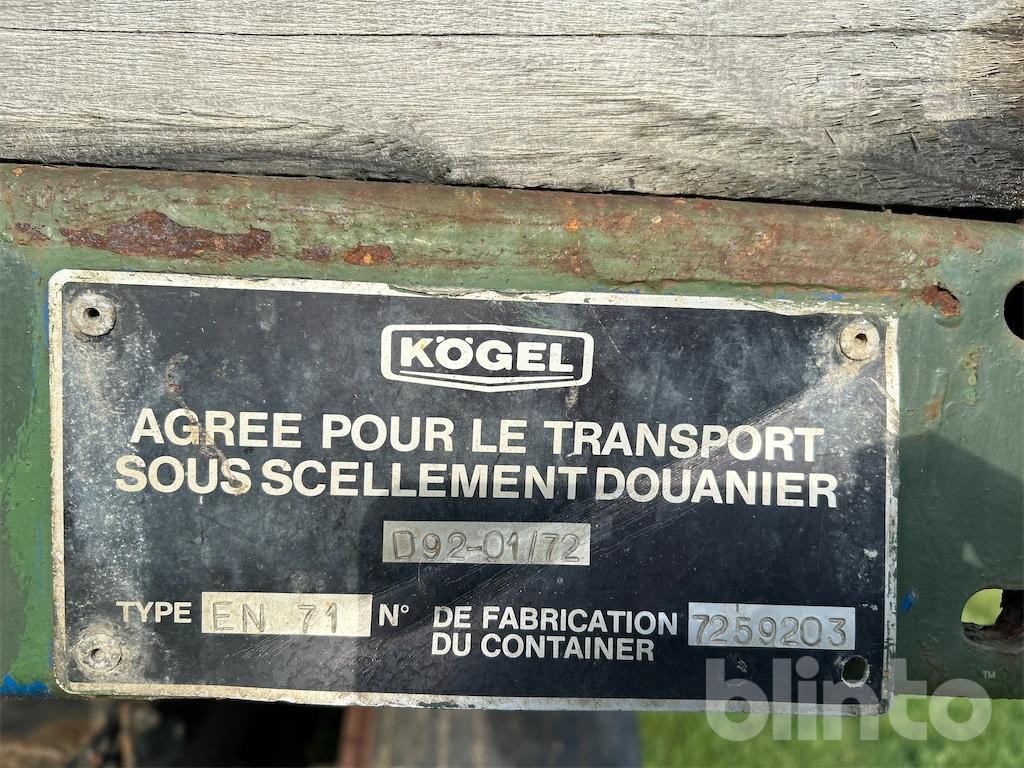 KÖGEL
AGREE POUR LE TRANSPORT
SOUS SCELLEMENT DOUANIER
D92-01/72
TYPE EN 71 N° DE FABRICATION DU CONTAINER 7259203
blinto™